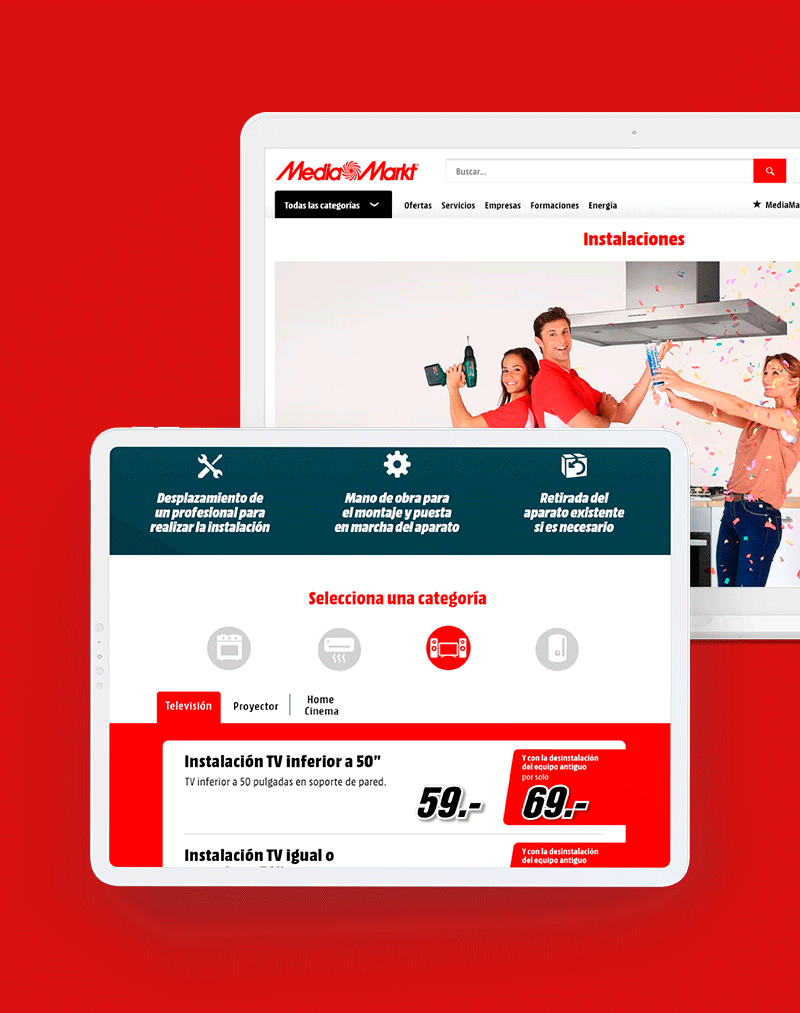 MediaMarkt
Buscar...
Todas las categorías
Ofertas Servicios Empresas Formaciones Energía
MediaMa
Instalaciones
Desplazamiento de
un profesional para
realizar la instalación
Mano de obra para
el montaje y puesta
en marcha del aparato
Retirada del
aparato existente
si es necesario
Selecciona una categoría
Televisión
Proyector
Home
Cinema
Instalación TV inferior a 50”
TV inferior a 50 pulgadas en soporte de pared.
59.-
Y con la desinstalación
del equipo antiguo
por solo
69.-
Instalación TV igual o
Y con la desinstalación
del equipo antiguo